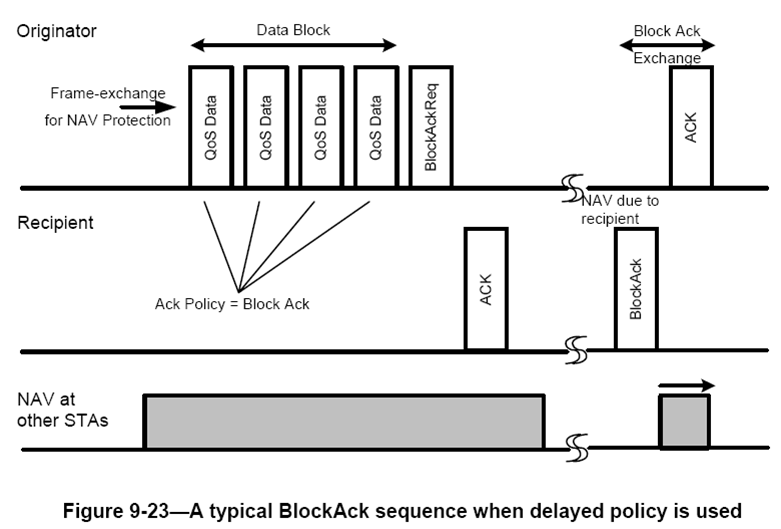 Originator
Data Block
Block Ack
Exchange
Frame-exchange
for NAV Protection
QoS Data
QoS Data
QoS Data
QoS Data
BlockAckReq
ACK
NAV due to
recipient
Recipient
Ack Policy = Block Ack
ACK
BlockAck
NAV at
other STAs
Figure 9-23—A typical BlockAck sequence when delayed policy is used